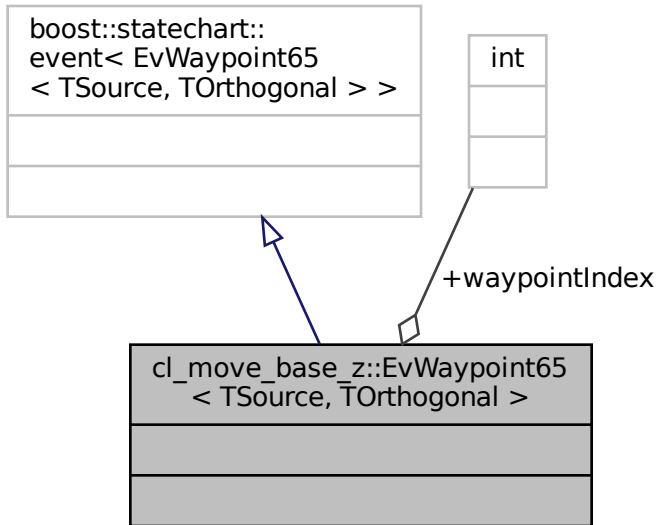 boost::statechart::
event< EvWaypoint65
< TSource, TOrthogonal > >
int
+waypointIndex
cl_move_base_z::EvWaypoint65
< TSource, TOrthogonal >